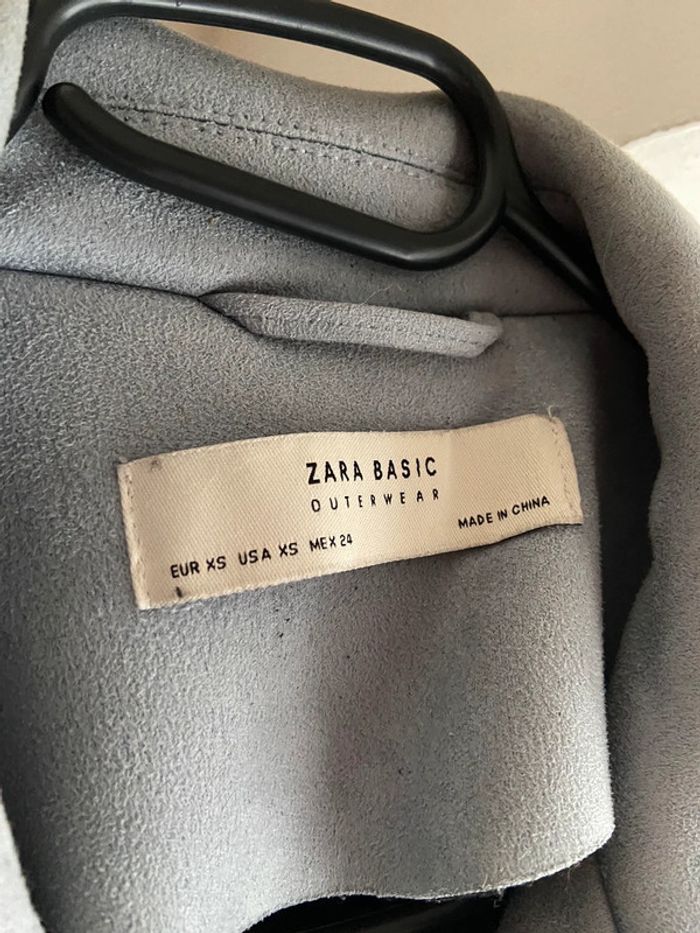 ZARA BASIC
OUTERWEAR
EUR XS USA XS MEX 24
MADE IN CHINA